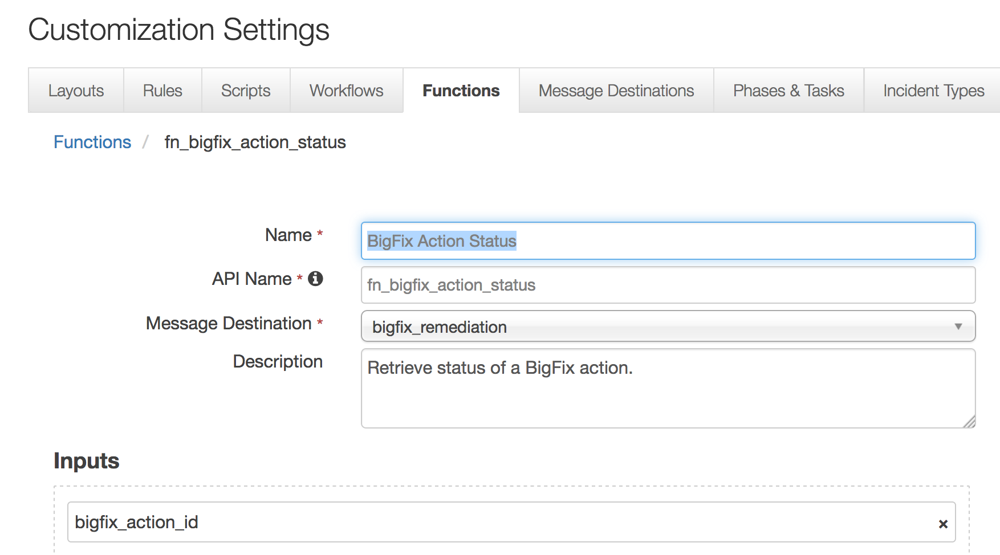 Customization Settings
Layouts Rules Scripts Workflows Functions Message Destinations Phases & Tasks Incident Types
Functions / fn_bigfix_action_status
Name * BigFix Action Status
API Name * fn_bigfix_action_status
Message Destination * bigfix_remediation
Description Retrieve status of a BigFix action.
Inputs
bigfix_action_id